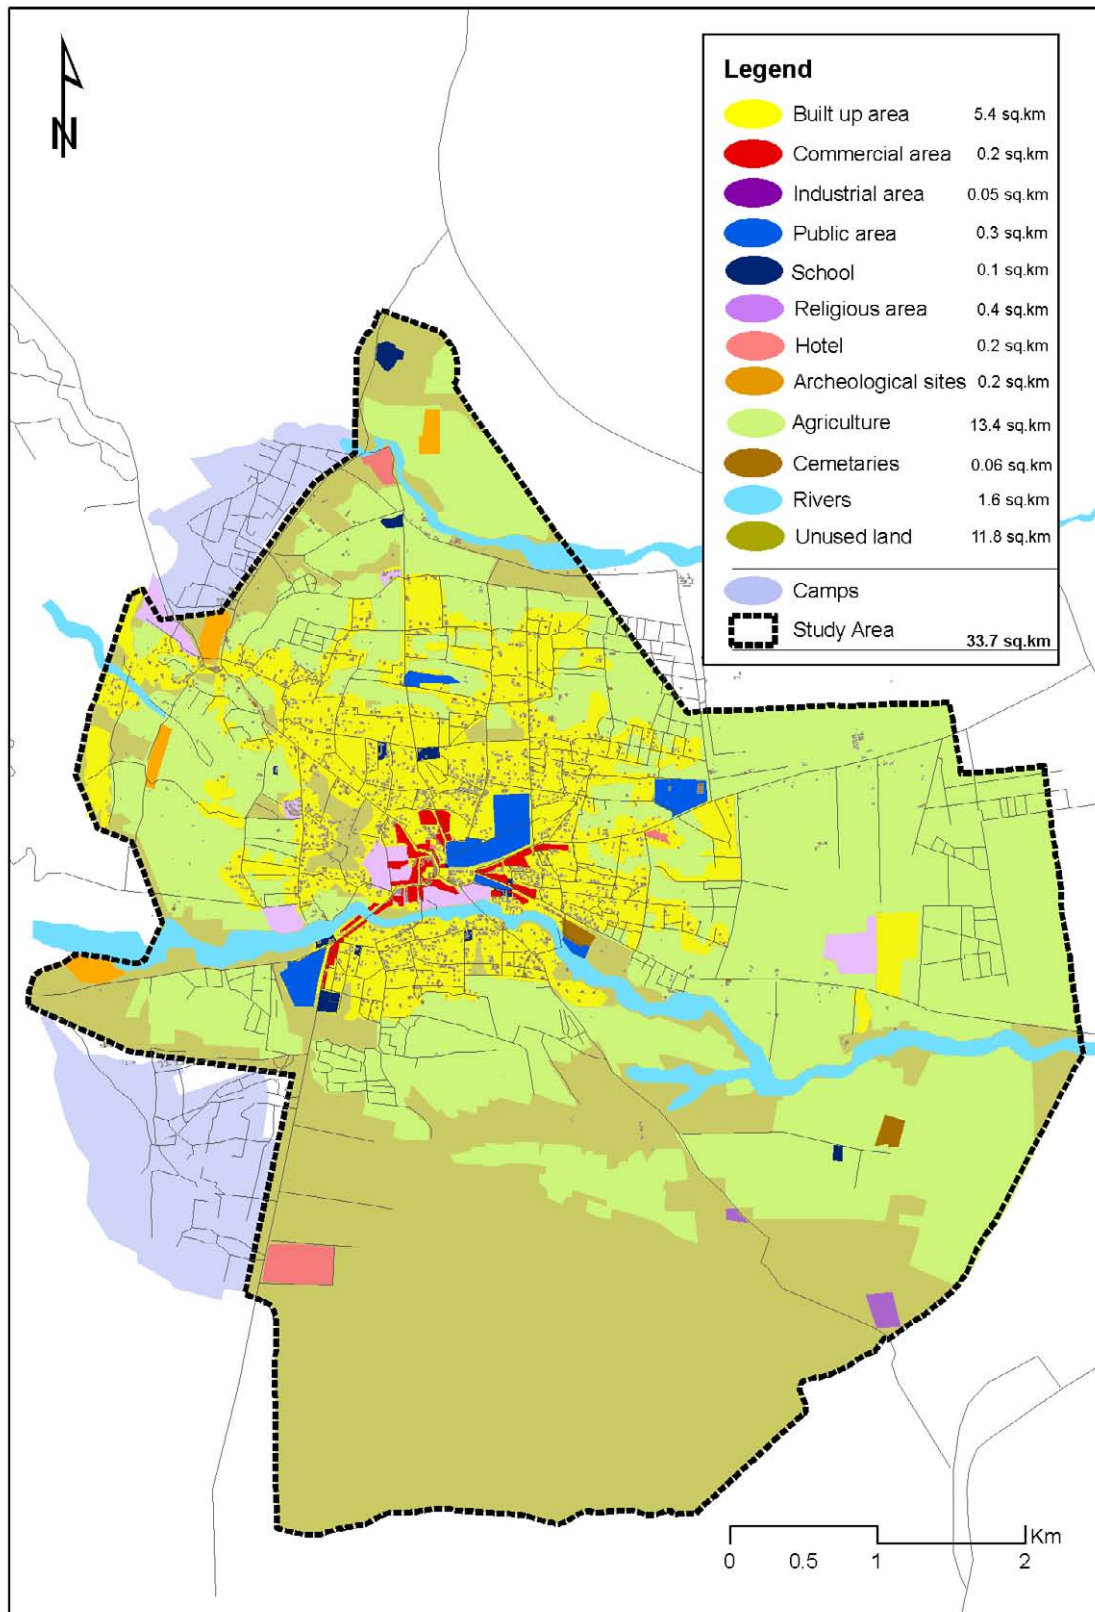 N
Legend
Built up area 5.4 sq.km
Commercial area 0.2 sq.km
Industrial area 0.05 sq.km
Public area 0.3 sq.km
School 0.1 sq.km
Religious area 0.4 sq.km
Hotel 0.2 sq.km
Archeological sites 0.2 sq.km
Agriculture 13.4 sq.km
Cemetaries 0.06 sq.km
Rivers 1.6 sq.km
Unused land 11.8 sq.km
Camps
Study Area 33.7 sq.km
Km
0 0.5 1 2